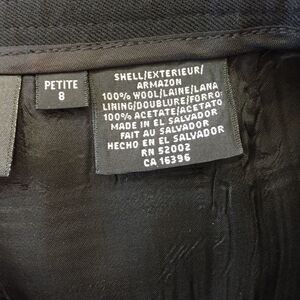 PETITE
8
SHELL/EXTERIEUR/
ARMAZON
100% WOOL/LAINE/LANA
LINING/DOUBLURE/FORRO:
100% ACETATE/ACETATO
MADE IN EL SALVADOR
FAIT AU SALVADOR
HECHO EN EL SALVADOR
RN 52002
CA 16396